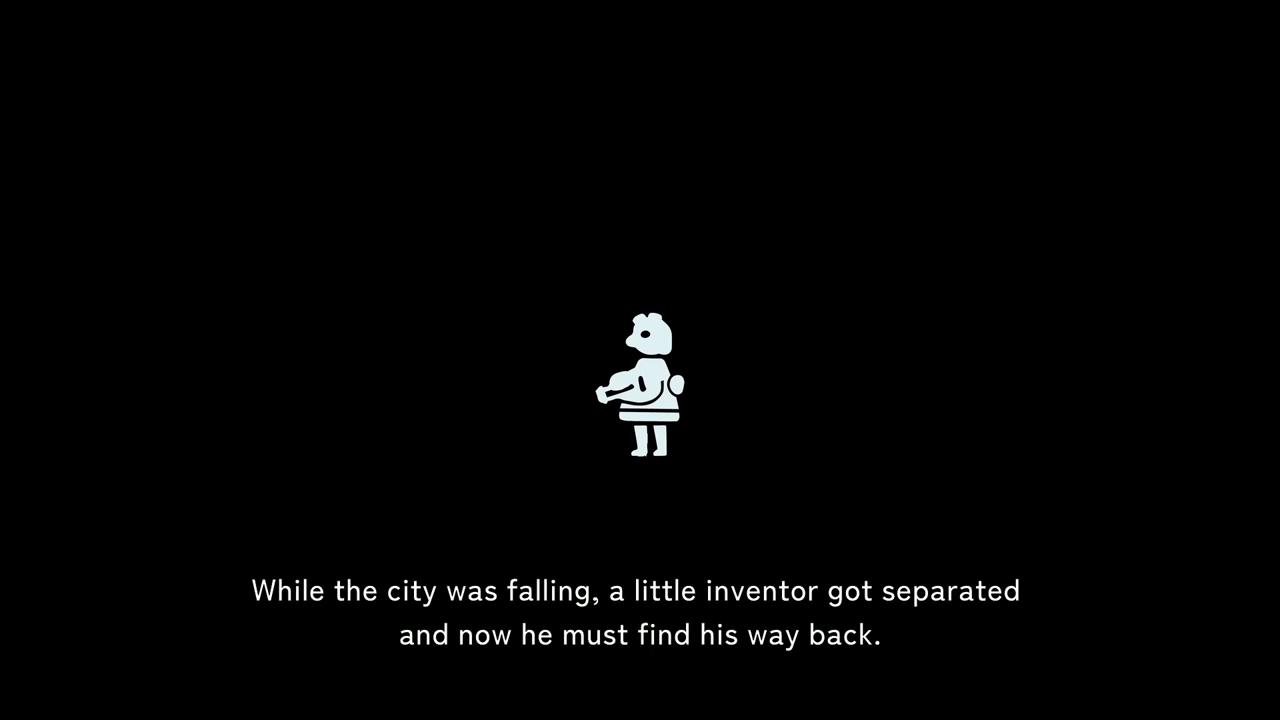 While the city was falling, a little inventor got separated
and now he must find his way back.